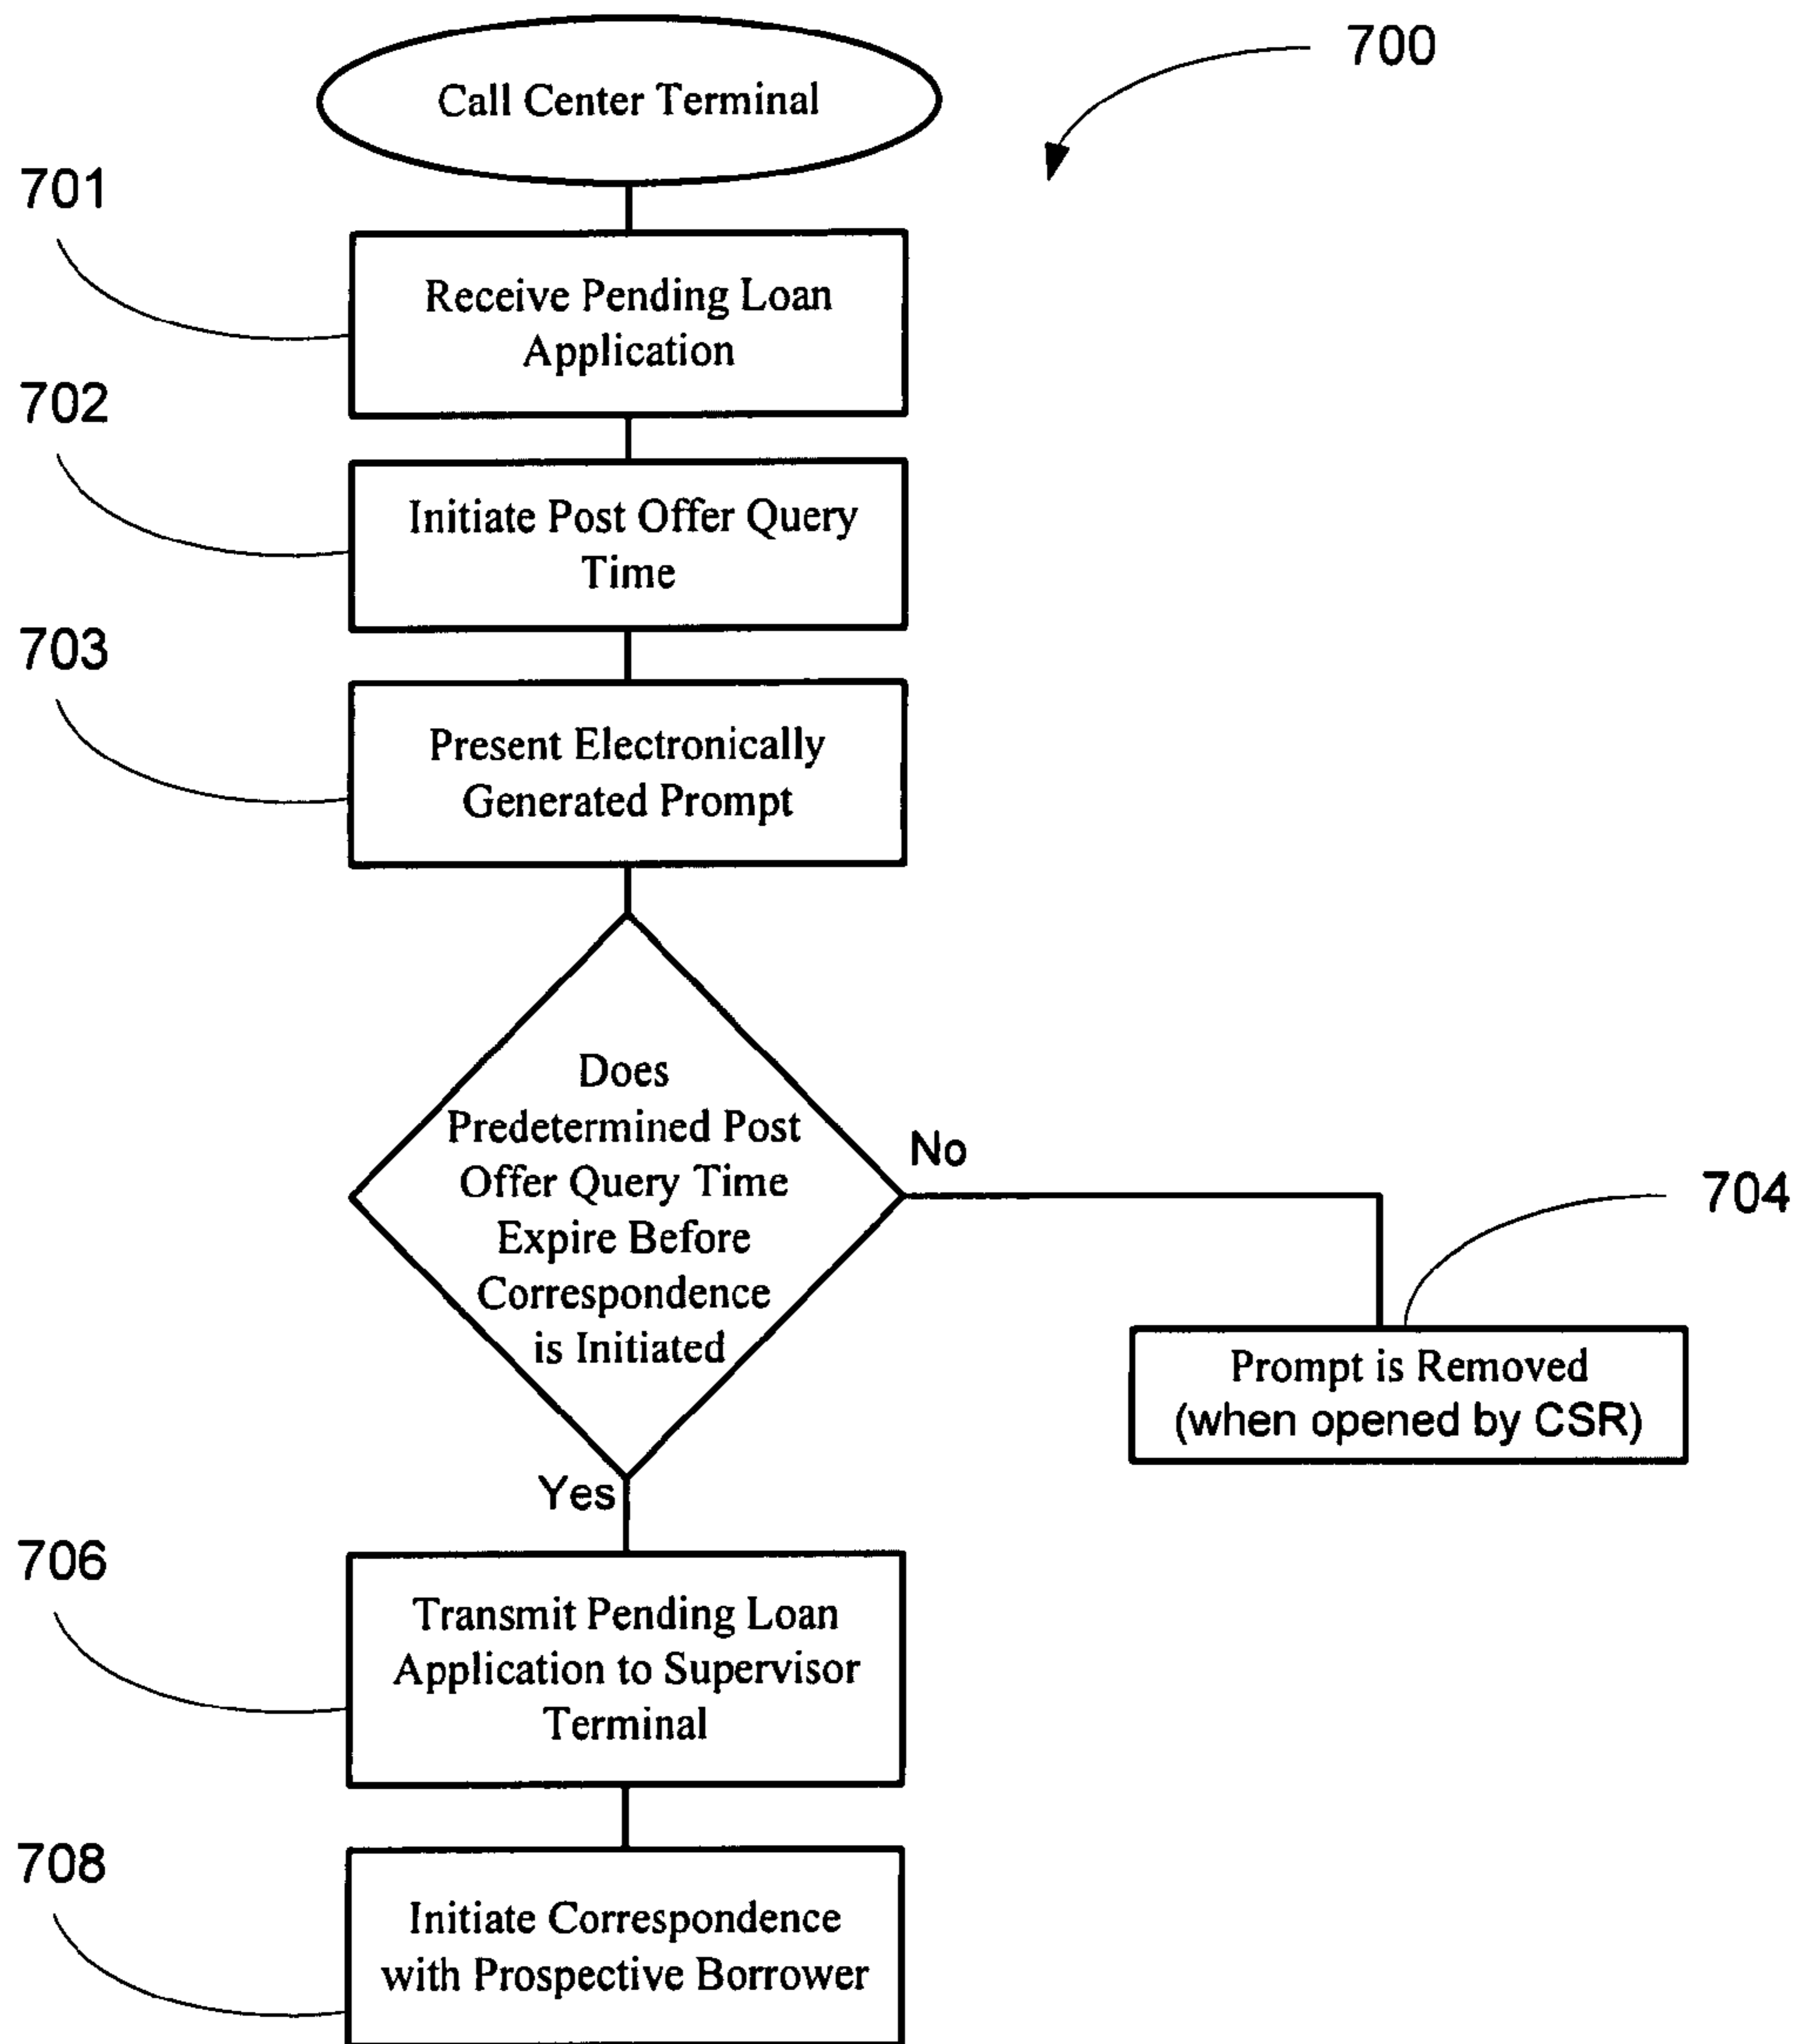 Call Center Terminal
700
701
Receive Pending Loan
Application
702
Initiate Post Offer Query
Time
703
Present Electronically
Generated Prompt
Does
Predetermined Post
Offer Query Time
Expire Before
Correspondence
is Initiated
No
704
Prompt is Removed
(when opened by CSR)
Yes
706
Transmit Pending Loan
Application to Supervisor
Terminal
708
Initiate Correspondence
with Prospective Borrower